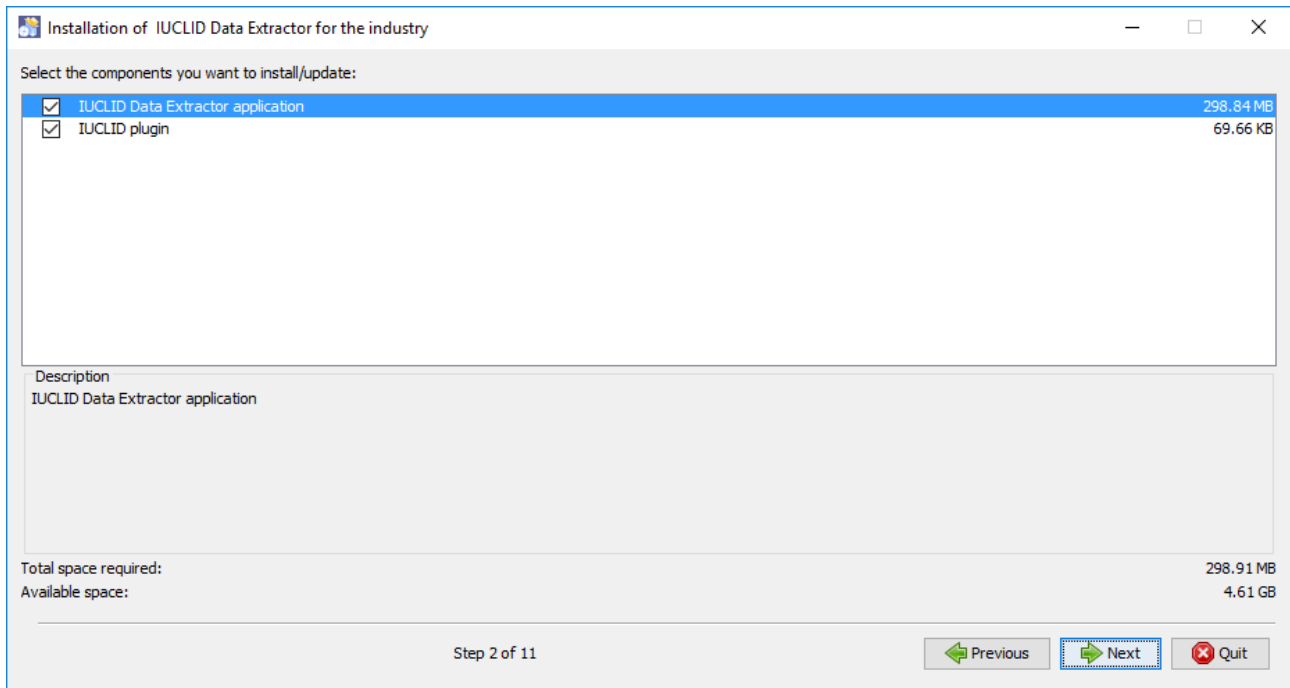 Installation of IUCLID Data Extractor for the industry
Select the components you want to install/update:
IUCLID Data Extractor application 298.84 MB
IUCLID plugin 69.66 KB
Description
IUCLID Data Extractor application
Total space required: 298.91 MB
Available space: 4.61 GB
Step 2 of 11 Previous Next Quit